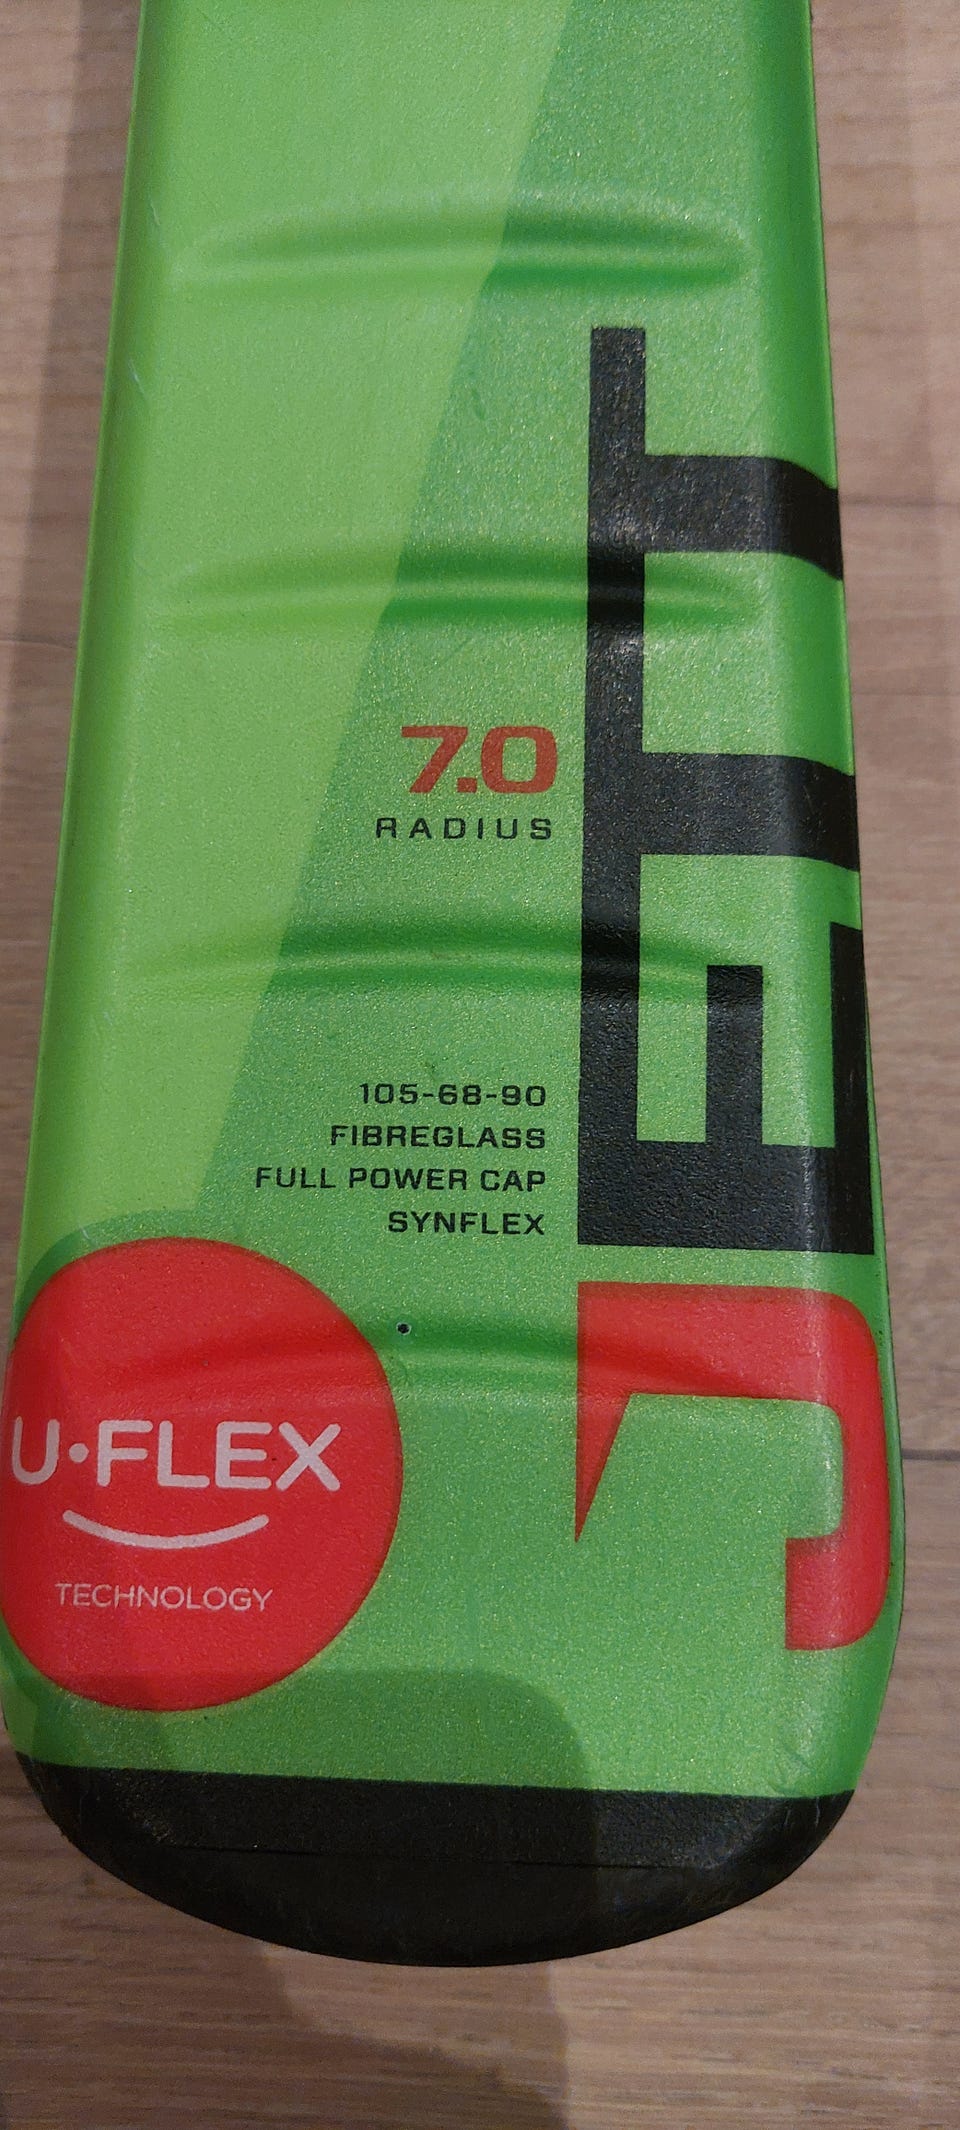 JETT
7.0
RADIUS
105-68-90
FIBREGLASS
FULL POWER CAP
SYNFLEX
U•FLEX
TECHNOLOGY